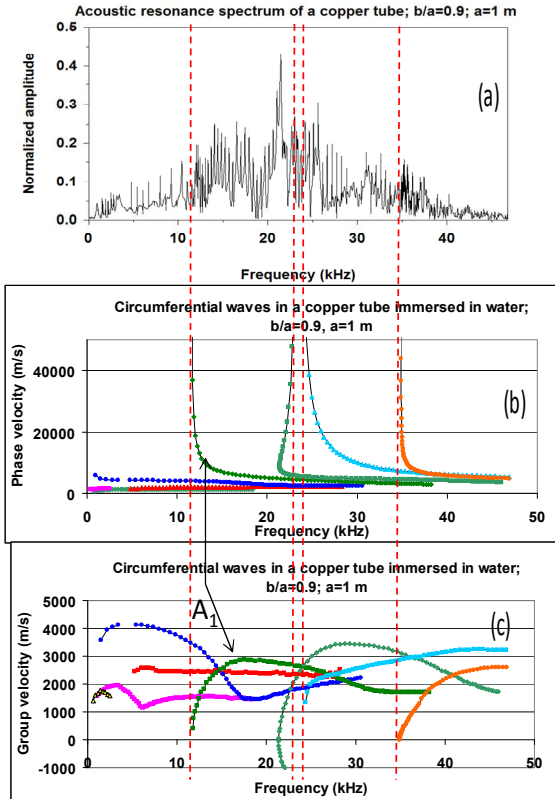 Acoustic resonance spectrum of a copper tube; b/a=0.9; a=1 m
0.5
0.4
0.3
0.2
0.1
0.0
Normalized amplitude
(a)
0 10 20 30 40
Frequency (kHz)
Circumferential waves in a copper tube immersed in water;
b/a=0.9, a=1 m
40000
20000
0
Phase velocity (m/s)
(b)
0 10 20 30 40 50
Frequency (kHz)
Circumferential waves in a copper tube immersed in water;
b/a=0.9; a=1 m
5000
4000
3000
2000
1000
0
-1000
Group velocity (m/s)
A1
(c)
0 10 20 30 40 50
Frequency (kHz)